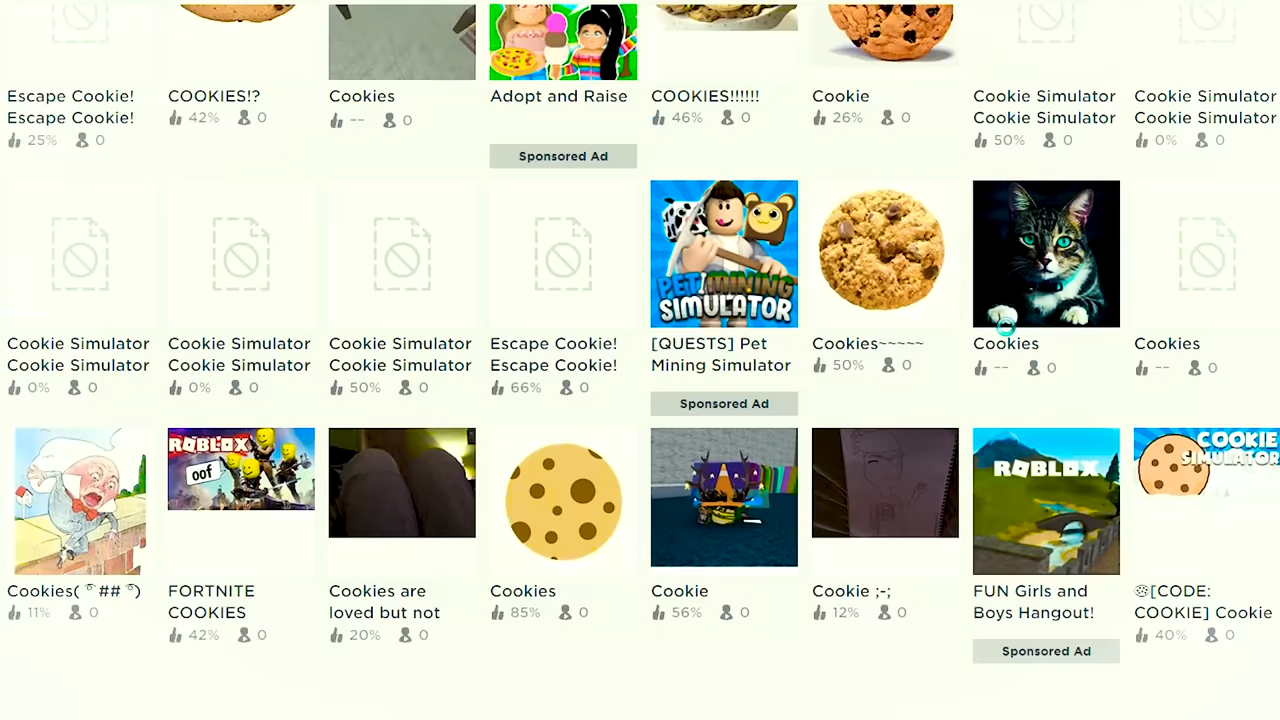 Escape Cookie!
Escape Cookie!
25% 0
COOKIES!?
42% 0
Cookies
-- 0
Adopt and Raise
Sponsored Ad
COOKIES!!!!!!
46% 0
Cookie
26% 0
Cookie Simulator
Cookie Simulator
50% 0
Cookie Simulator
Cookie Simulator
0% 0
Cookie Simulator
Cookie Simulator
0% 0
Cookie Simulator
Cookie Simulator
0% 0
Cookie Simulator
Cookie Simulator
50% 0
Escape Cookie!
Escape Cookie!
66% 0
PET MINING
SIMULATOR
[QUESTS] Pet
Mining Simulator
Sponsored Ad
Cookies~~~~~
50% 0
Cookies
-- 0
Cookies
-- 0
Cookies( ͡° ## ͡°)
11% 0
ROBLOX
oof
FORTNITE
COOKIES
42% 0
Cookies are
loved but not
20% 0
Cookies
85% 0
Cookie
56% 0
Cookie ;-;
12% 0
ROBLOX
FUN Girls and
Boys Hangout!
Sponsored Ad
COOKIE
SIMULATOR
🍪[CODE:
COOKIE] Cookie
40% 0